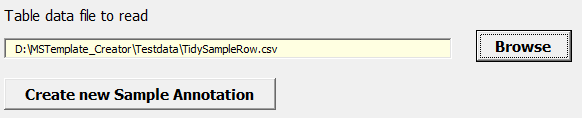 Table data file to read
D:\MSTemplate_Creator\Testdata\TidySampleRow.csv
Browse
Create new Sample Annotation